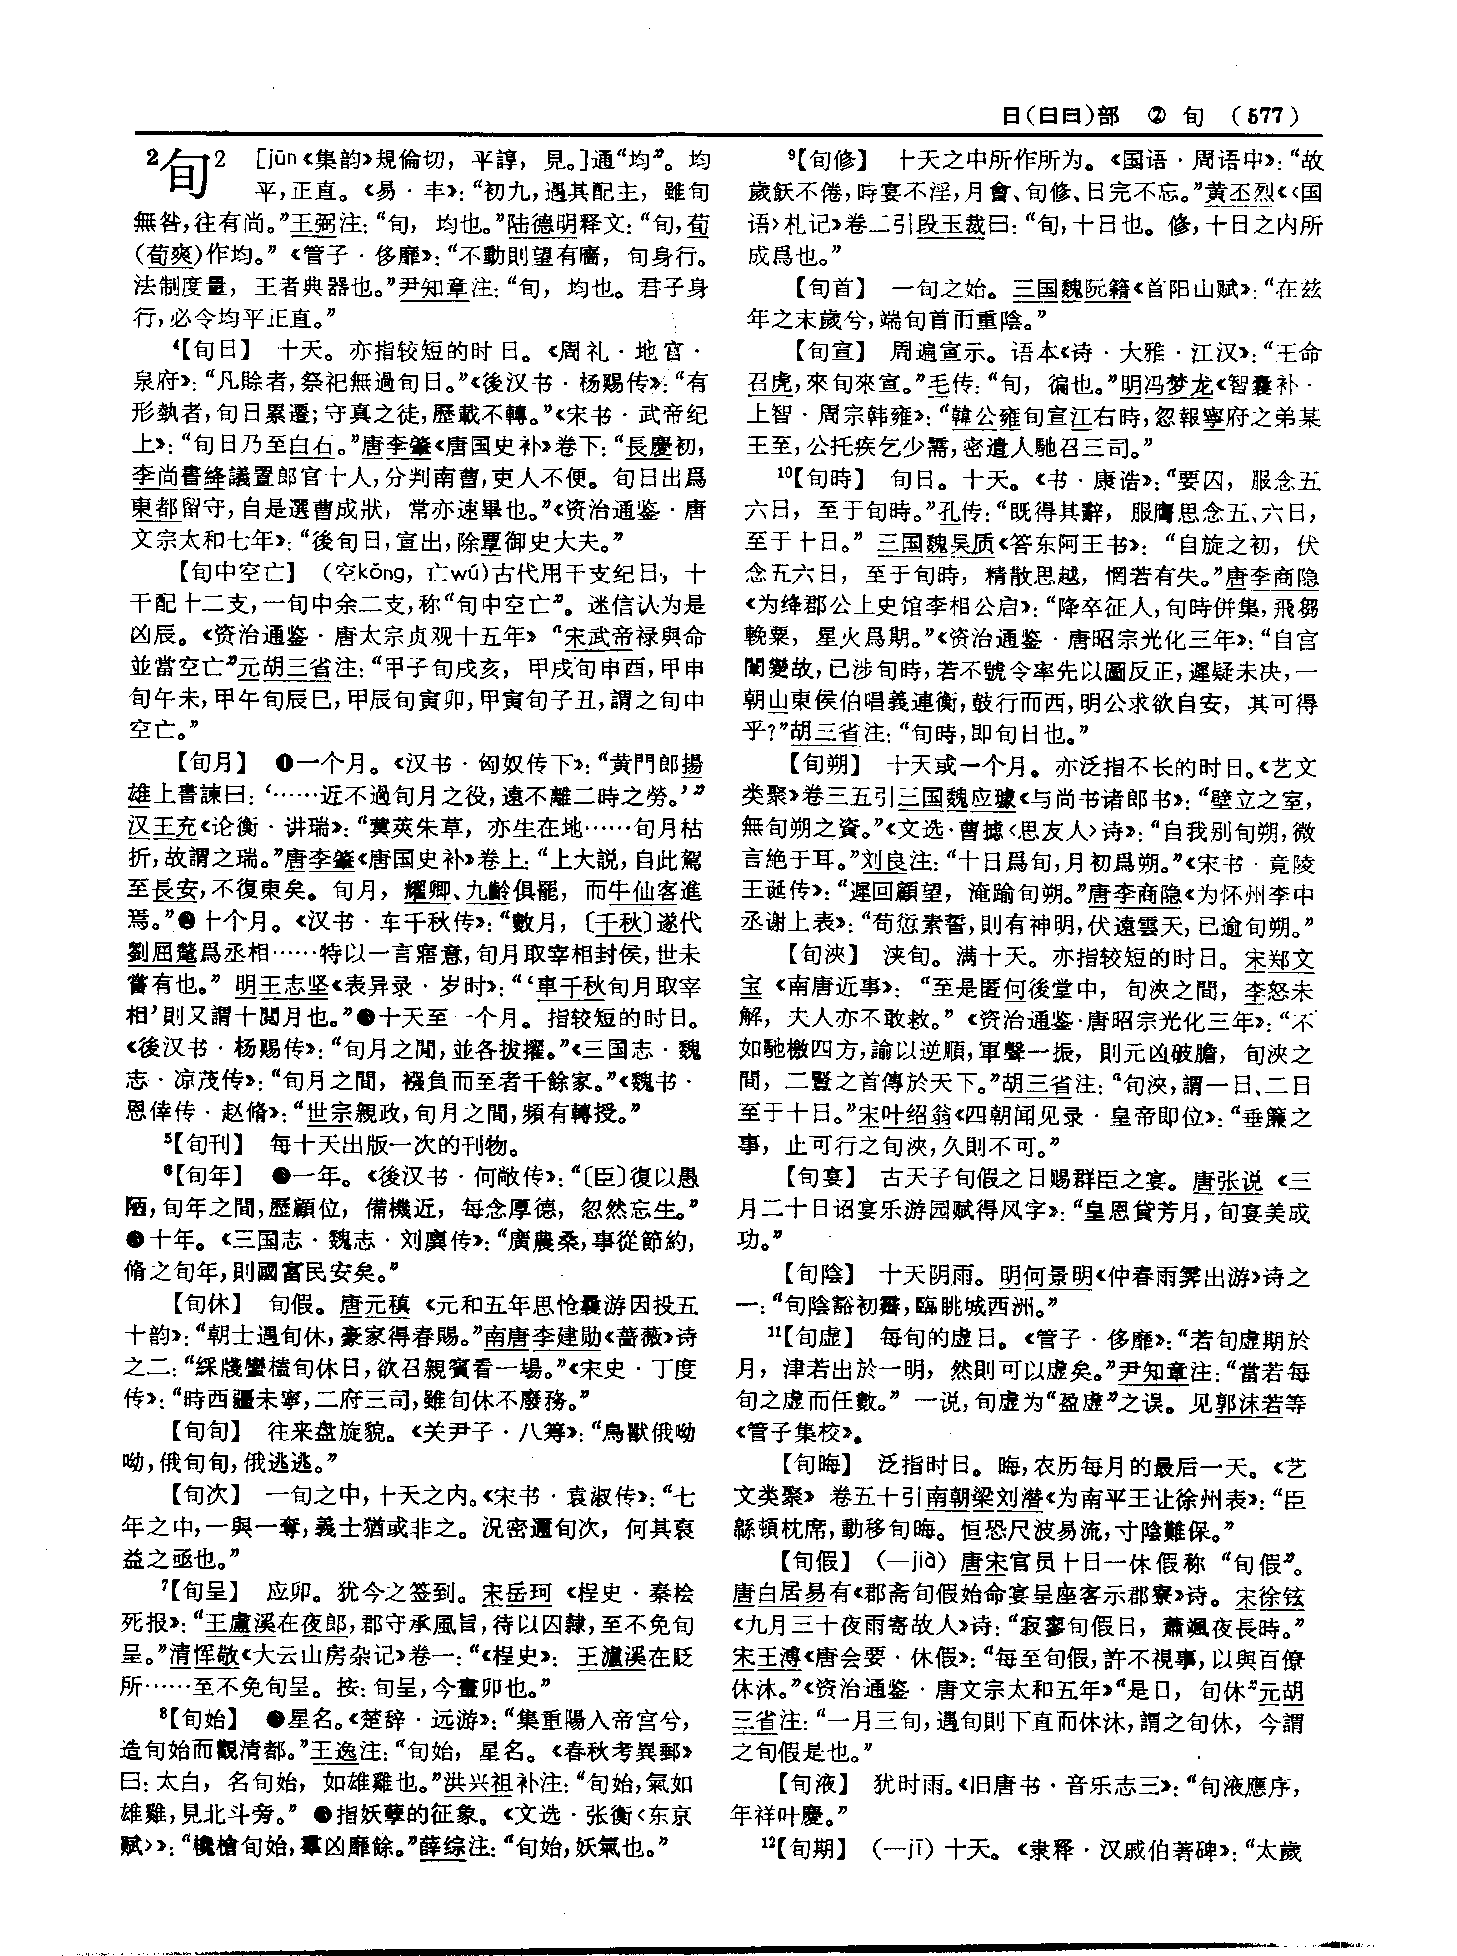 日(曰⺜)部 ② 旬 (577)
²旬² [jūn《集韵》規倫切，平諄，見。]通“均”。均
平，正直。《易·丰》：“初九，遇其配主，雖旬
無咎，往有尚。”王弼注：“旬，均也。”陆德明释文：“旬，荀
(荀爽)作均。”《管子·侈靡》：“不動則望有廧，旬身行。
法制度量，王者典器也。”尹知章注：“旬，均也。君子身
行，必令均平正直。”
⁴【旬日】 十天。亦指较短的时日。《周礼·地官·
泉府》：“凡賒者，祭祀無過旬日。”《後汉书·杨赐传》：“有
形埶者，旬日累遷；守真之徒，歷載不轉。”《宋书·武帝纪
上》：“旬日乃至白石。”唐李肇《唐国史补》卷下：“長慶初，
李尚書絳議置郎官十人，分判南曹，吏人不便。旬日出爲
東都留守，自是選曹成狀，常亦速畢也。”《资治通鉴·唐
文宗太和七年》：“後旬日，宣出，除覃御史大夫。”
【旬中空亡】 (空kòng，亡wú)古代用干支纪日，十
干配十二支，一旬中余二支，称“旬中空亡”。迷信认为是
凶辰。《资治通鉴·唐太宗贞观十五年》“宋武帝禄與命
並當空亡”元胡三省注：“甲子旬戌亥，甲戌旬申酉，甲申
旬午未，甲午旬辰巳，甲辰旬寅卯，甲寅旬子丑，謂之旬中
空亡。”
【旬月】 ❶一个月。《汉书·匈奴传下》：“黄門郎揚
雄上書諫曰：‘……近不過旬月之役，遠不離二時之勞。’”
汉王充《论衡·讲瑞》：“蓂莢朱草，亦生在地……旬月枯
折，故謂之瑞。”唐李肇《唐国史补》卷上：“上大説，自此駕
至長安，不復東矣。旬月，耀卿、九齡俱罷，而牛仙客進
焉。”❷十个月。《汉书·车千秋传》：“數月，〔千秋〕遂代
劉屈氂爲丞相……特以一言寤意，旬月取宰相封侯，世未
嘗有也。” 明王志坚《表异录·岁时》：“‘車千秋旬月取宰
相’則又謂十閲月也。”❸十天至一个月。指较短的时日。
《後汉书·杨赐传》：“旬月之閒，並各拔擢。”《三国志·魏
志·凉茂传》：“旬月之間，襁負而至者千餘家。”《魏书·
恩倖传·赵脩》：“世宗親政，旬月之間，頻有轉授。”
⁵【旬刊】 每十天出版一次的刊物。
⁶【旬年】 ❶一年。《後汉书·何敞传》：“〔臣〕復以愚
陋，旬年之間，歷顯位，備機近，每念厚德，忽然忘生。”
❷十年。《三国志·魏志·刘廙传》：“廣農桑，事從節約，
脩之旬年，則國富民安矣。”
【旬休】 旬假。唐元稹《元和五年思怆曩游因投五
十韵》：“朝士遇旬休，豪家得春賜。”南唐李建勋《蔷薇》诗
之二：“綵牋蠻榼旬休日，欲召親賓看一場。”《宋史·丁度
传》：“時西疆未寧，二府三司，雖旬休不廢務。”
【旬旬】 往来盘旋貌。《关尹子·八筹》：“鳥獸俄呦
呦，俄旬旬，俄逃逃。”
【旬次】 一旬之中，十天之内。《宋书·袁淑传》：“七
年之中，一與一奪，義士猶或非之。況密邇旬次，何其裒
益之亟也。”
⁷【旬呈】 应卯。犹今之签到。宋岳珂《桯史·秦桧
死报》：“王盧溪在夜郎，郡守承風旨，待以囚隸，至不免旬
呈。”清恽敬《大云山房杂记》卷一：“《桯史》：王瀘溪在貶
所……至不免旬呈。按：旬呈，今畫卯也。”
⁸【旬始】 ❶星名。《楚辞·远游》：“集重陽入帝宫兮，
造旬始而觀清都。”王逸注：“旬始，星名。《春秋考異郵》
曰：太白，名旬始，如雄雞也。”洪兴祖补注：“旬始，氣如
雄雞，見北斗旁。” ❷指妖孽的征象。《文选·张衡〈东京
赋〉》：“欃槍旬始，羣凶靡餘。”薛综注：“旬始，妖氣也。”
⁹【旬修】 十天之中所作所为。《国语·周语中》：“故
歲飫不倦，時宴不淫，月會、旬修、日完不忘。”黄丕烈《〈国
语〉札记》卷二引段玉裁曰：“旬，十日也。修，十日之内所
成爲也。”
【旬首】 一旬之始。三国魏阮籍《首阳山赋》：“在兹
年之末歲兮，端旬首而重陰。”
【旬宣】 周遍宣示。语本《诗·大雅·江汉》：“王命
召虎，來旬來宣。”毛传：“旬，徧也。”明冯梦龙《智囊补·
上智·周宗韩雍》：“韓公雍旬宣江右時，忽報寧府之弟某
王至，公托疾乞少需，密遣人馳召三司。”
¹⁰【旬時】 旬日。十天。《书·康诰》：“要囚，服念五
六日，至于旬時。”孔传：“既得其辭，服膺思念五、六日，
至于十日。” 三国魏吴质《答东阿王书》：“自旋之初，伏
念五六日，至于旬時，精散思越，惘若有失。”唐李商隐
《为绛郡公上史馆李相公启》：“降卒征人，旬時併集，飛芻
輓粟，星火爲期。”《资治通鉴·唐昭宗光化三年》：“自宫
闈變故，已涉旬時，若不號令率先以圖反正，遲疑未决，一
朝山東侯伯唱義連衡，鼓行而西，明公求欲自安，其可得
乎？”胡三省注：“旬時，即旬日也。”
【旬朔】 十天或一个月。亦泛指不长的时日。《艺文
类聚》卷三五引三国魏应璩《与尚书诸郎书》：“壁立之室，
無旬朔之資。”《文选·曹摅〈思友人〉诗》：“自我别旬朔，微
言絶于耳。”刘良注：“十日爲旬，月初爲朔。”《宋书·竟陵
王诞传》：“遲回顧望，淹踰旬朔。”唐李商隐《为怀州李中
丞谢上表》：“苟愆素誓，則有神明，伏遠雲天，已逾旬朔。”
【旬浹】 浃旬。满十天。亦指较短的时日。宋郑文
宝《南唐近事》：“至是匿何後堂中，旬浹之間，李怒未
解，夫人亦不敢救。”《资治通鉴·唐昭宗光化三年》：“不
如馳檄四方，諭以逆順，軍聲一振，則元凶破膽，旬浹之
間，二豎之首傳於天下。”胡三省注：“旬浹，謂一日、二日
至于十日。”宋叶绍翁《四朝闻见录·皇帝即位》：“垂簾之
事，止可行之旬浹，久則不可。”
【旬宴】 古天子旬假之日赐群臣之宴。唐张说《三
月二十日诏宴乐游园赋得风字》：“皇恩貸芳月，旬宴美成
功。”
【旬陰】 十天阴雨。明何景明《仲春雨霁出游》诗之
一：“旬陰豁初霽，臨眺城西洲。”
¹¹【旬虚】 每旬的虚日。《管子·侈靡》：“若旬虚期於
月，津若出於一明，然則可以虚矣。”尹知章注：“當若每
旬之虚而任數。” 一说，旬虚为“盈虚”之误。见郭沫若等
《管子集校》。
【旬晦】 泛指时日。晦，农历每月的最后一天。《艺
文类聚》卷五十引南朝梁刘潜《为南平王让徐州表》：“臣
緜頓枕席，動移旬晦。恒恐尺波易流，寸陰難保。”
【旬假】 (—jià) 唐宋官员十日一休假称“旬假”。
唐白居易有《郡斋旬假始命宴呈座客示郡寮》诗。宋徐铉
《九月三十夜雨寄故人》诗：“寂寥旬假日，蕭颯夜長時。”
宋王溥《唐会要·休假》：“每至旬假，許不視事，以與百僚
休沐。”《资治通鉴·唐文宗太和五年》“是日，旬休”元胡
三省注：“一月三旬，遇旬則下直而休沐，謂之旬休，今謂
之旬假是也。”
【旬液】 犹时雨。《旧唐书·音乐志三》：“旬液應序，
年祥叶慶。”
¹²【旬期】 (—jī) 十天。《隶释·汉戚伯著碑》：“太歲